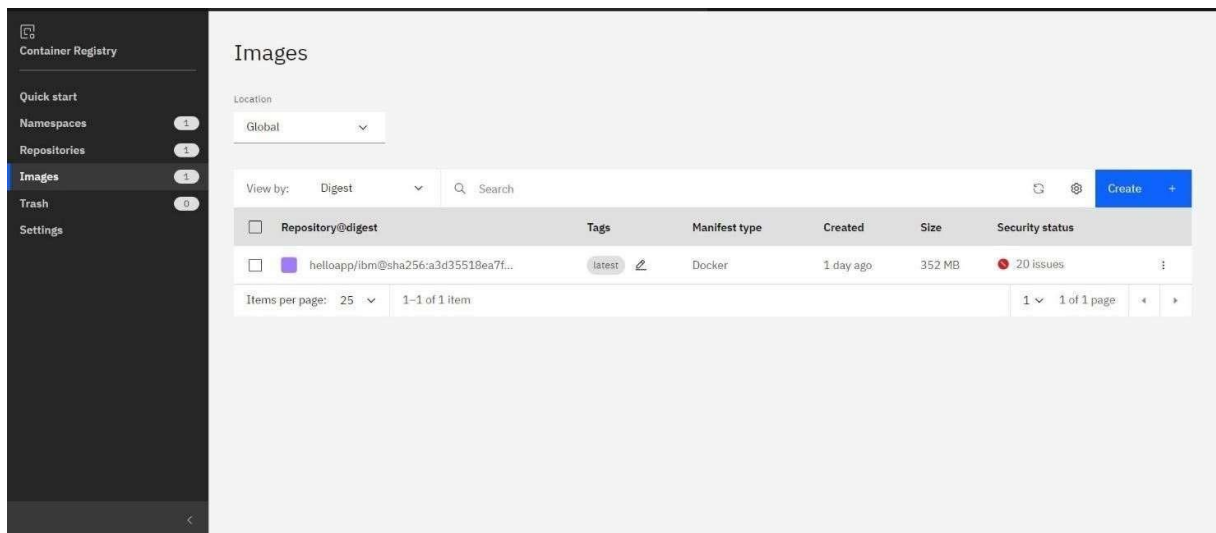 Container Registry
Quick start
Namespaces 1
Repositories 1
Images 1
Trash 0
Settings
Images
Location
Global
View by: Digest Search Create +
Repository@digest Tags Manifest type Created Size Security status
helloapp/ibm@sha256:a3d35518ea7f... latest Docker 1 day ago 352 MB 20 issues
Items per page: 25 1–1 of 1 item 1 1 of 1 page